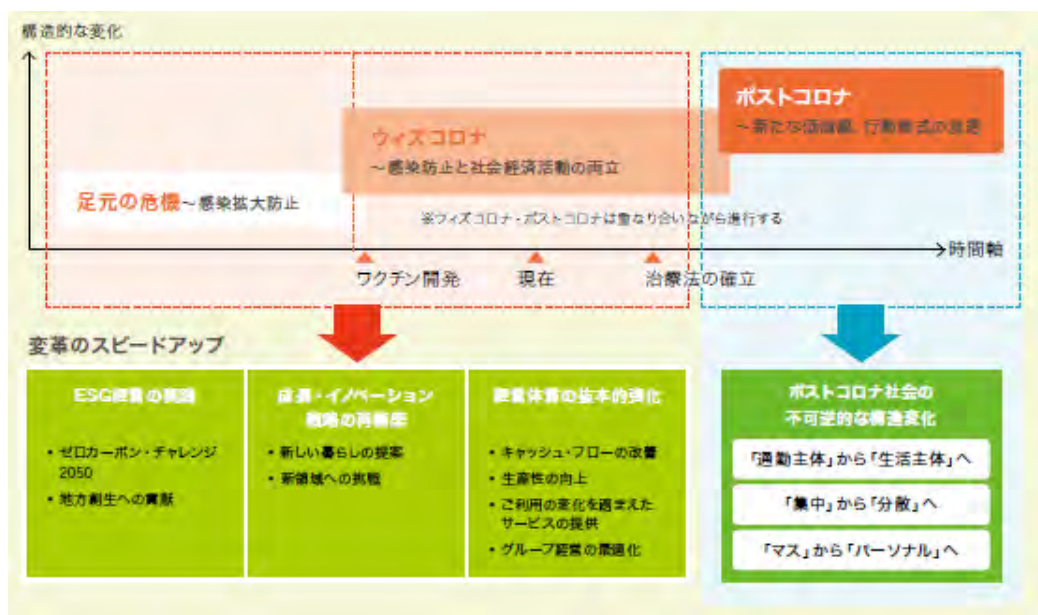 構造的な変化
ポストコロナ
～新たな価値観、行動様式の浸透
ウィズコロナ
～感染防止と社会経済活動の両立
足元の危機～感染拡大防止
※ウィズコロナ・ポストコロナは重なり合いながら進行する
時間軸
ワクチン開発
現在
治療法の確立
変革のスピードアップ
ESG経営の実践
・ゼロカーボン・チャレンジ
2050
・地方創生への貢献
成長・イノベーション
戦略の再構築
・新しい暮らしの提案
・新領域への挑戦
経営体質の抜本的強化
・キャッシュ・フローの改善
・生産性の向上
・ご利用の変化を踏まえた
サービスの提供
・グループ経営の最適化
ポストコロナ社会の
不可逆的な構造変化
「通勤主体」から「生活主体」へ
「集中」から「分散」へ
「マス」から「パーソナル」へ